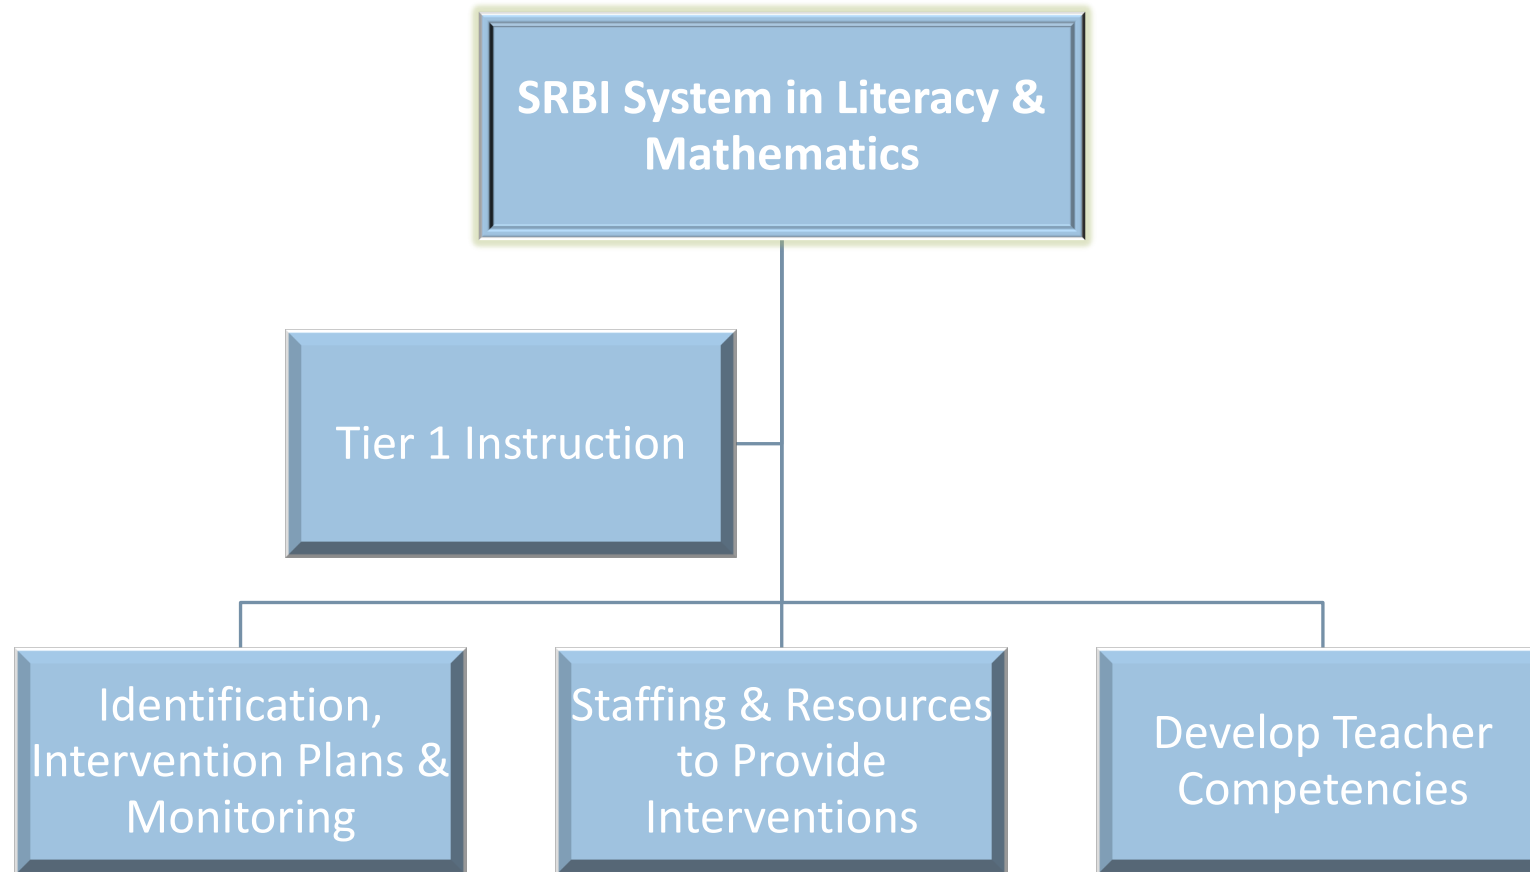 SRBI System in Literacy &
Mathematics
Tier 1 Instruction
Identification,
Intervention Plans &
Monitoring
Staffing & Resources
to Provide
Interventions
Develop Teacher
Competencies